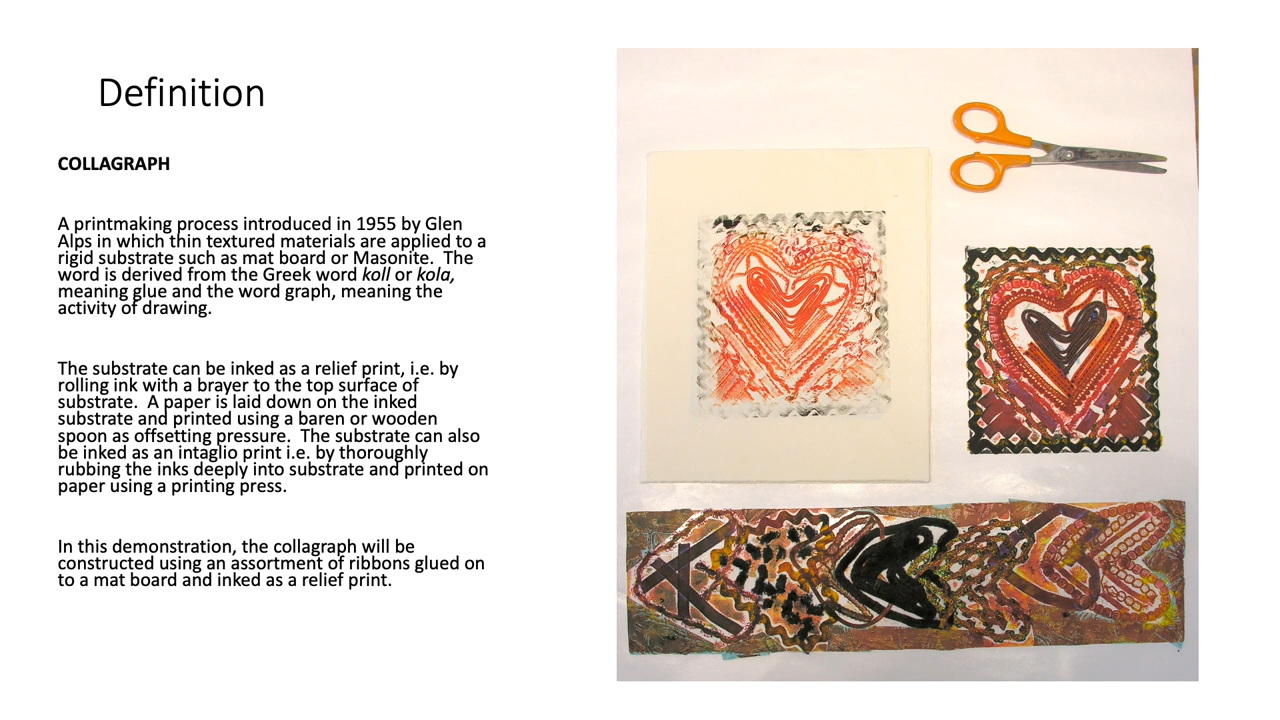 Definition
COLLAGRAPH
A printmaking process introduced in 1955 by Glen
Alps in which thin textured materials are applied to a
rigid substrate such as mat board or Masonite.  The
word is derived from the Greek word koll or kola,
meaning glue and the word graph, meaning the
activity of drawing.
The substrate can be inked as a relief print, i.e. by
rolling ink with a brayer to the top surface of
substrate.  A paper is laid down on the inked
substrate and printed using a baren or wooden
spoon as offsetting pressure.  The substrate can also
be inked as an intaglio print i.e. by thoroughly
rubbing the inks deeply into substrate and printed on
paper using a printing press.
In this demonstration, the collagraph will be
constructed using an assortment of ribbons glued on
to a mat board and inked as a relief print.